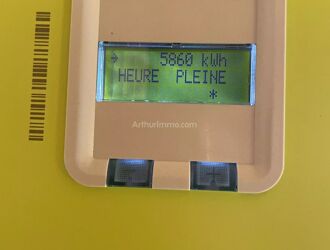 → 5860 kWh
HEURE PLEINE
*
ArthurImmo.com
- +